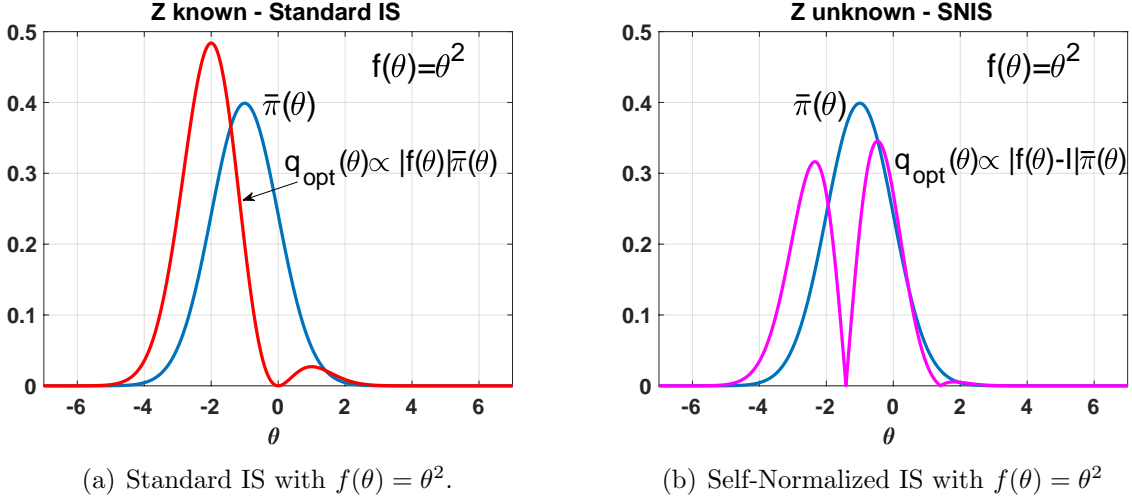 Z known - Standard IS
0.5
0.4
0.3
0.2
0.1
0
-6 -4 -2 0 2 4 6
θ
f(θ)=θ²
π̄(θ)
q_opt(θ)∝ |f(θ)|π̄(θ)
(a) Standard IS with f(θ) = θ².
Z unknown - SNIS
0.5
0.4
0.3
0.2
0.1
0
-6 -4 -2 0 2 4 6
θ
f(θ)=θ²
π̄(θ)
q_opt(θ)∝ |f(θ)-I|π̄(θ)
(b) Self-Normalized IS with f(θ) = θ²